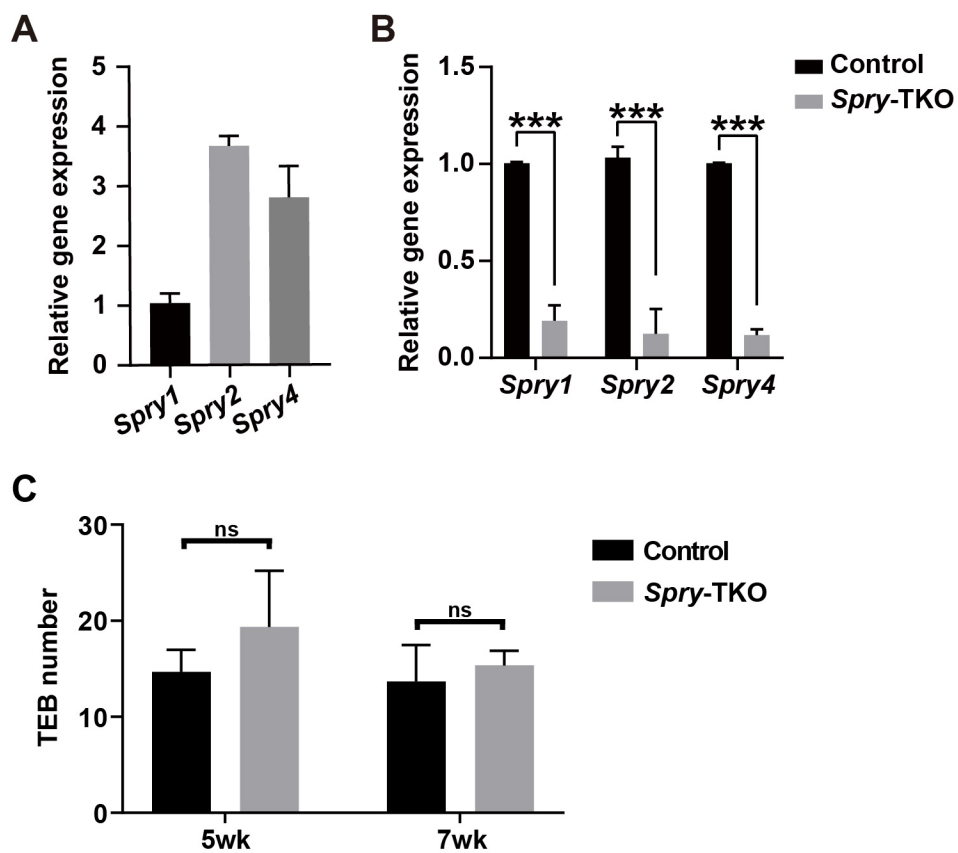 A
Relative gene expression
5
4
3
2
1
0
Spry1
Spry2
Spry4
B
Relative gene expression
1.5
1.0
0.5
0.0
***
***
***
Spry1
Spry2
Spry4
Control
Spry-TKO
C
TEB number
30
20
10
0
ns
ns
5wk
7wk
Control
Spry-TKO